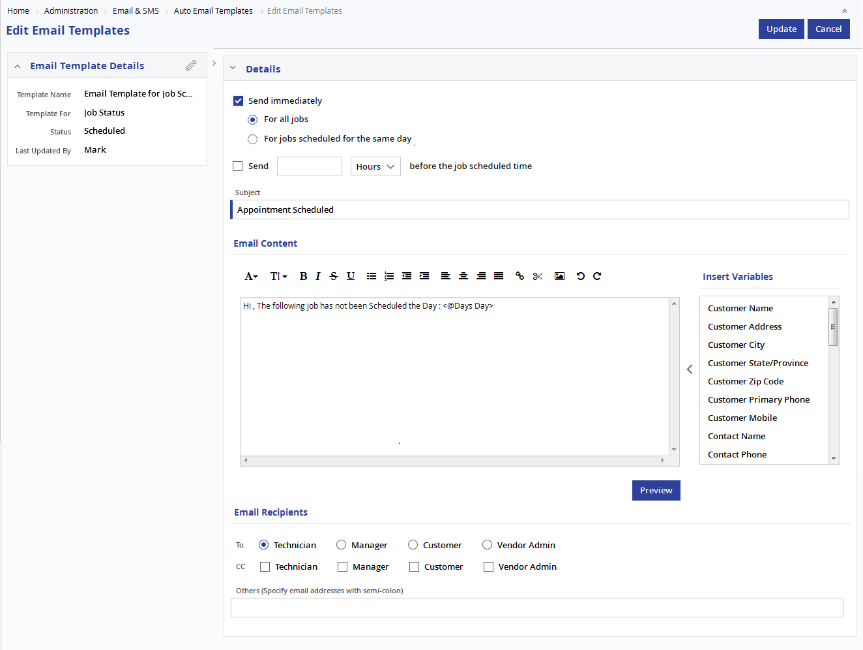 Home > Administration > Email & SMS > Auto Email Templates > Edit Email Templates
Edit Email Templates
Update Cancel
Email Template Details
Template Name Email Template for Job Sc...
Template For Job Status
Status Scheduled
Last Updated By Mark
Details
Send immediately
For all jobs
For jobs scheduled for the same day
Send Hours before the job scheduled time
Subject
Appointment Scheduled
Email Content
A T! B I S U
Hi , The following job has not been Scheduled the Day : <@Days Day>
Insert Variables
Customer Name
Customer Address
Customer City
Customer State/Province
Customer Zip Code
Customer Primary Phone
Customer Mobile
Contact Name
Contact Phone
Preview
Email Recipients
To Technician Manager Customer Vendor Admin
CC Technician Manager Customer Vendor Admin
Others (Specify email addresses with semi-colon)